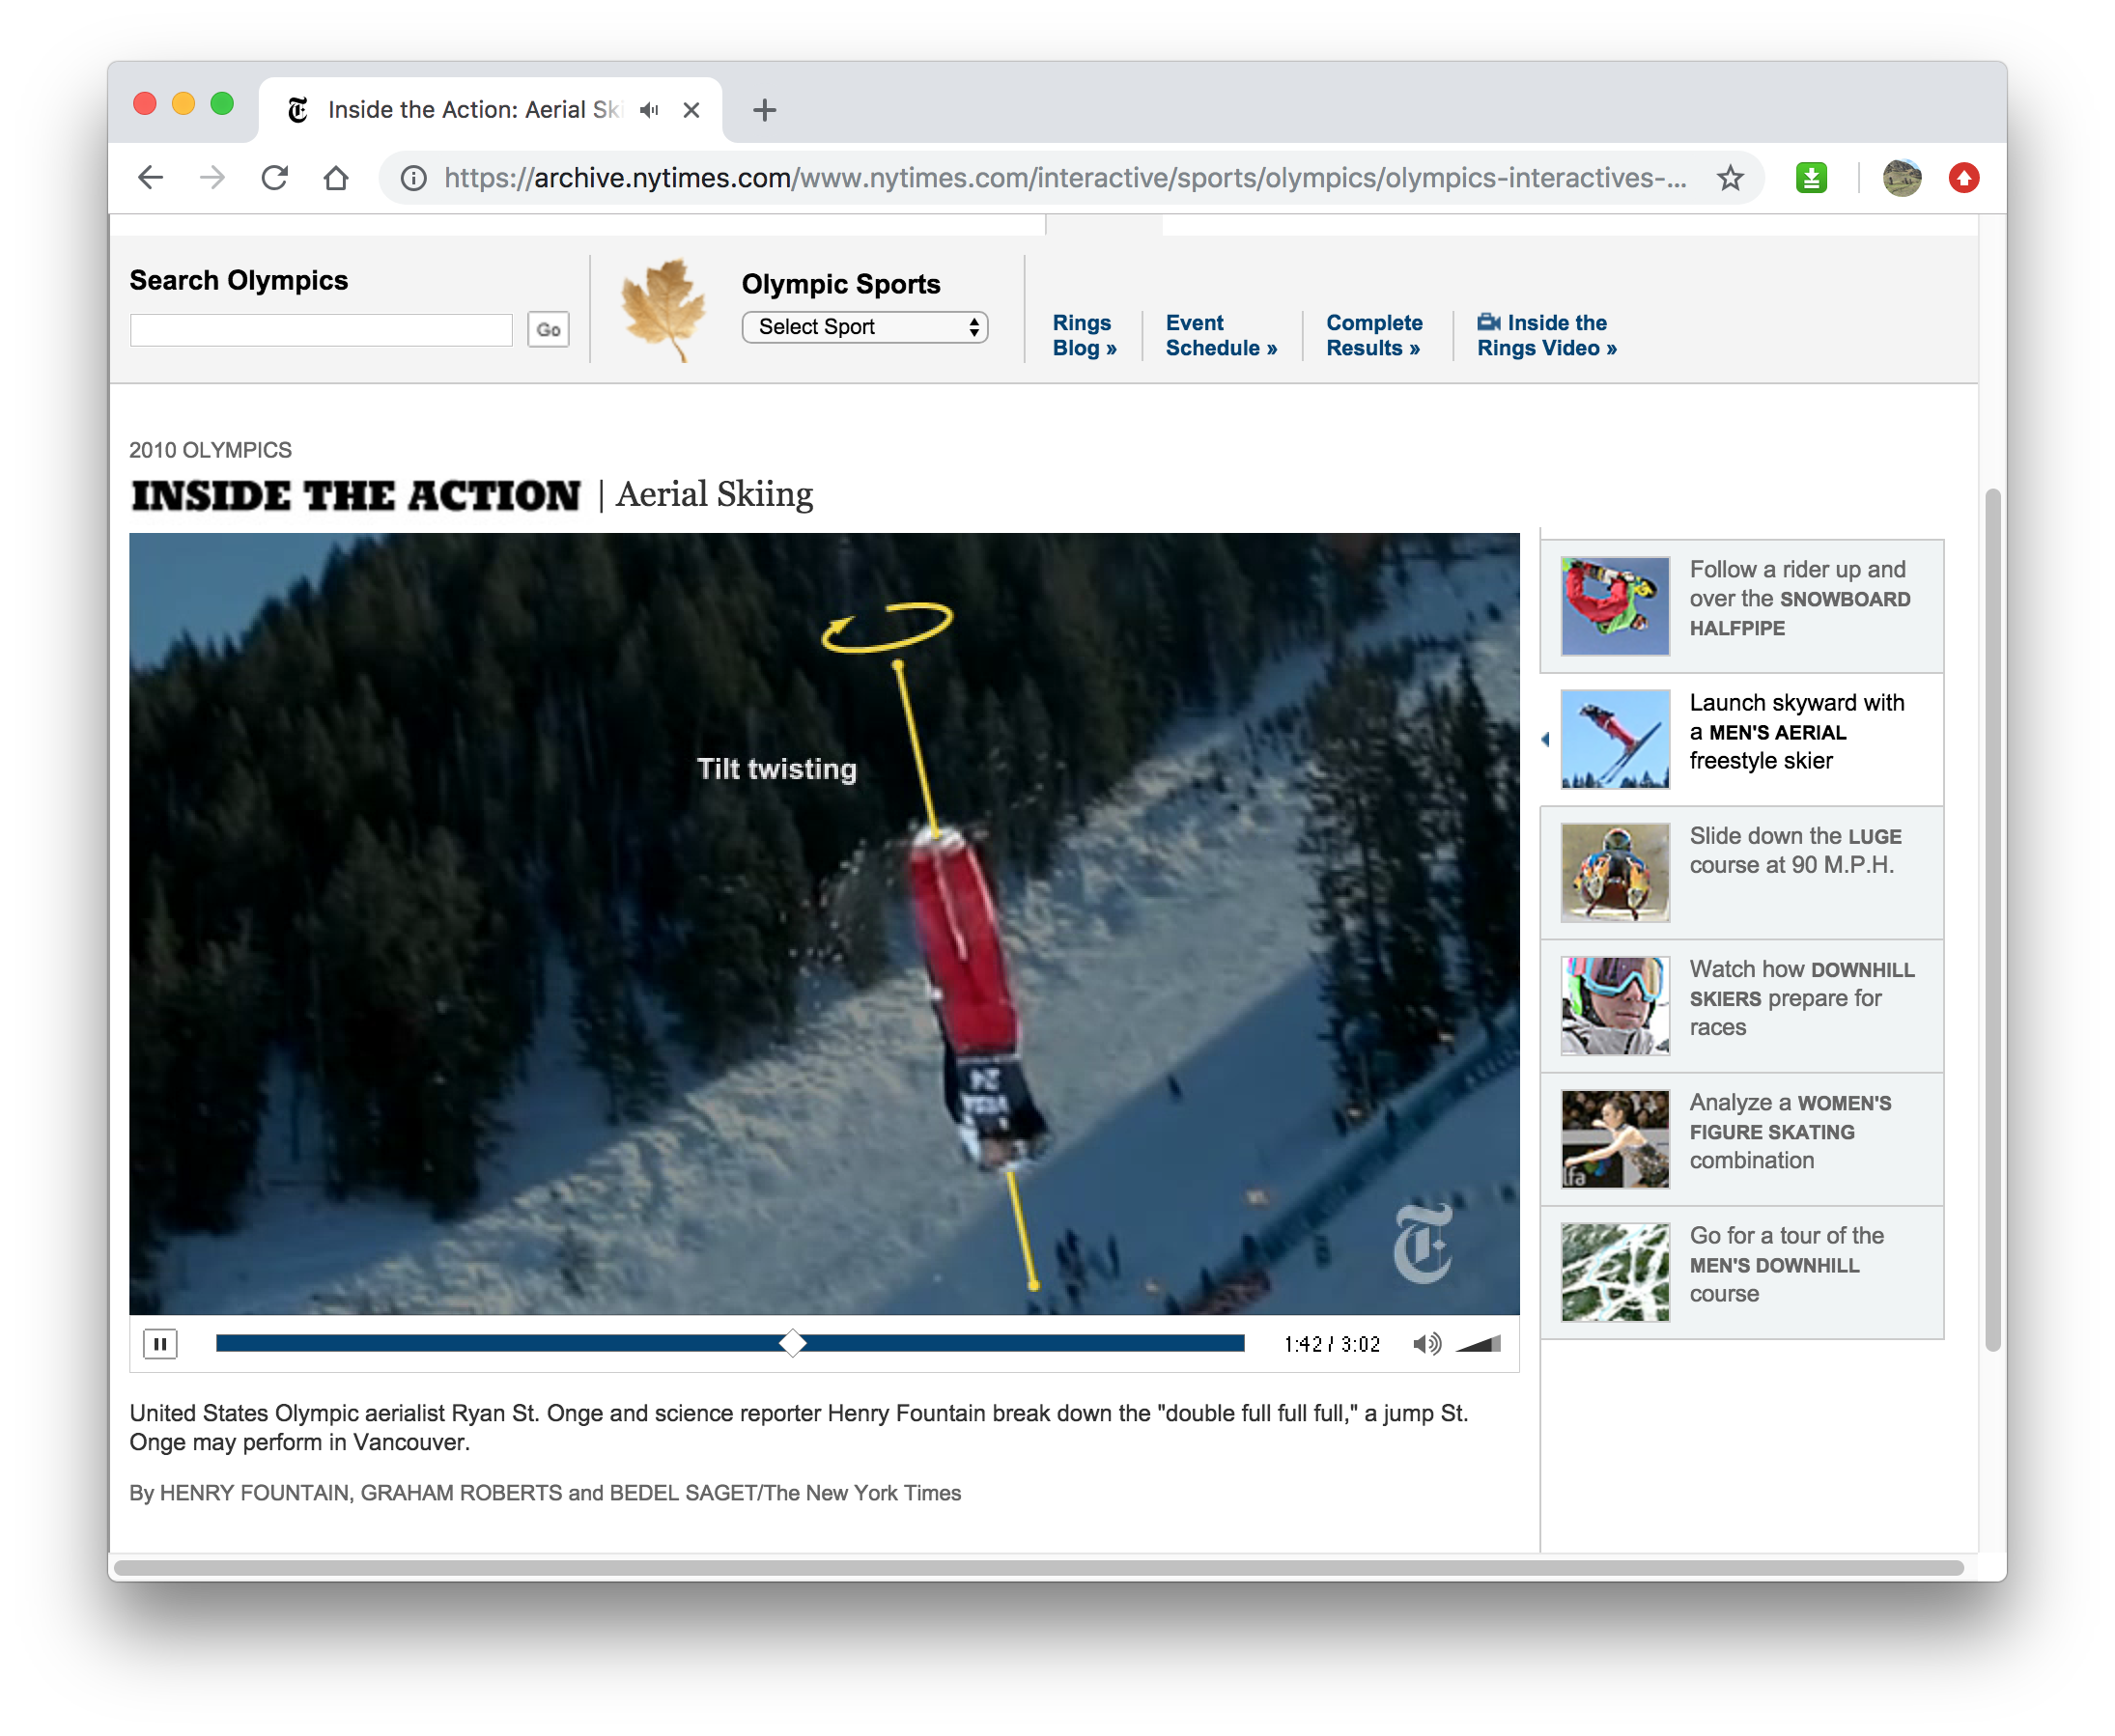 Inside the Action: Aerial Ski
https://archive.nytimes.com/www.nytimes.com/interactive/sports/olympics/olympics-interactives-...
Search Olympics
Go
Olympic Sports
Select Sport
Rings
Blog »
Event
Schedule »
Complete
Results »
Inside the
Rings Video »
2010 OLYMPICS
INSIDE THE ACTION | Aerial Skiing
Tilt twisting
24
1:42 / 3:02
United States Olympic aerialist Ryan St. Onge and science reporter Henry Fountain break down the "double full full full," a jump St.
Onge may perform in Vancouver.
By HENRY FOUNTAIN, GRAHAM ROBERTS and BEDEL SAGET/The New York Times
Follow a rider up and
over the SNOWBOARD
HALFPIPE
Launch skyward with
a MEN'S AERIAL
freestyle skier
Slide down the LUGE
course at 90 M.P.H.
Watch how DOWNHILL
SKIERS prepare for
races
Analyze a WOMEN'S
FIGURE SKATING
combination
Go for a tour of the
MEN'S DOWNHILL
course